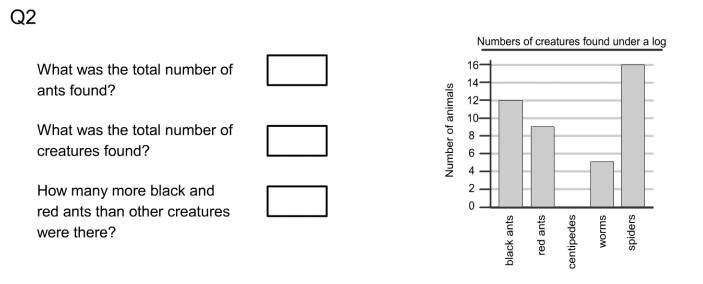 Q2
What was the total number of
ants found?
What was the total number of
creatures found?
How many more black and
red ants than other creatures
were there?
Numbers of creatures found under a log
Number of animals
16
14
12
10
8
6
4
2
0
black ants
red ants
centipedes
worms
spiders